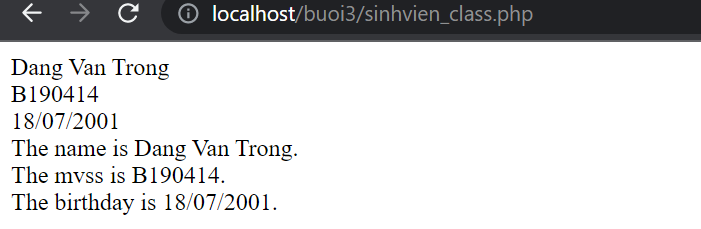 localhost/buoi3/sinhvien_class.php
Dang Van Trong
B190414
18/07/2001
The name is Dang Van Trong.
The mvss is B190414.
The birthday is 18/07/2001.